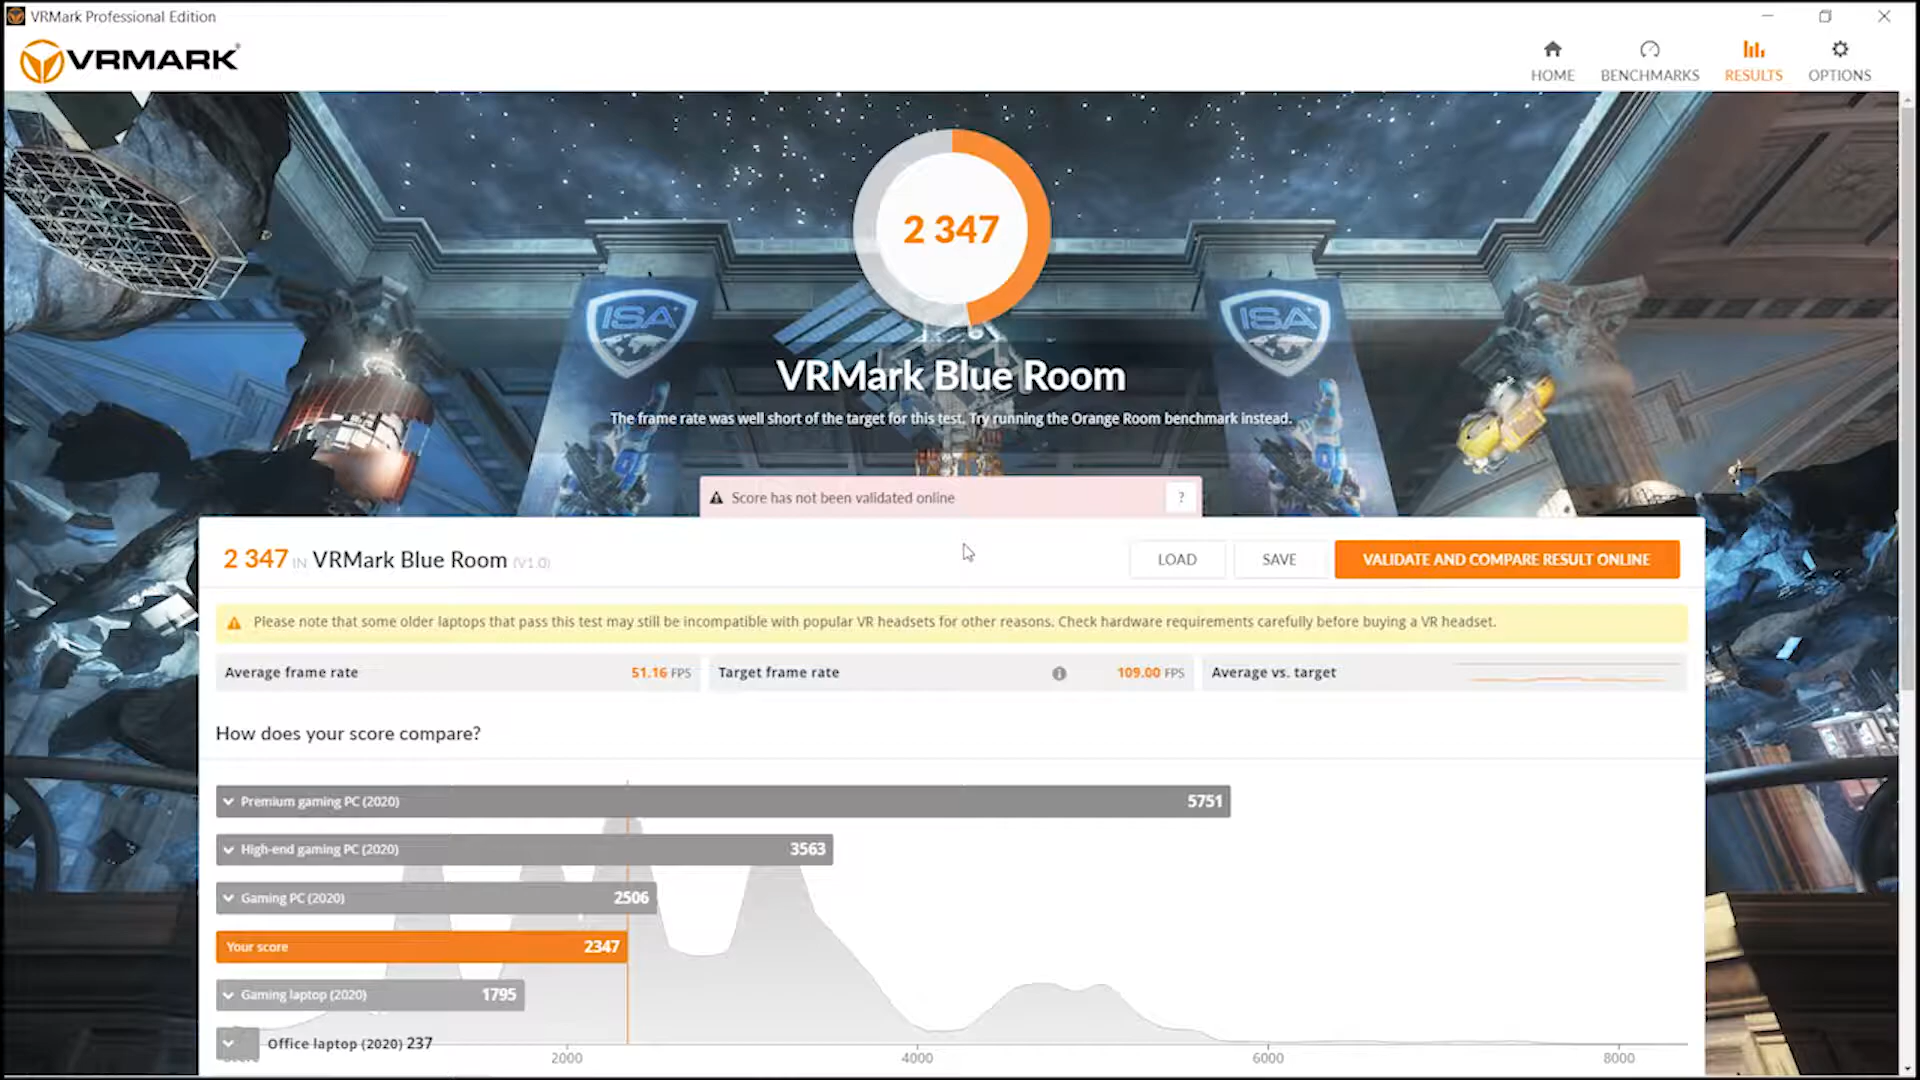 VRMark Professional Edition
VRMARK
HOME
BENCHMARKS
RESULTS
OPTIONS
2 347
ISA
ISA
VRMark Blue Room
The frame rate was well short of the target for this test. Try running the Orange Room benchmark instead.
Score has not been validated online
?
2 347 IN VRMark Blue Room (V1.0)
LOAD
SAVE
VALIDATE AND COMPARE RESULT ONLINE
Please note that some older laptops that pass this test may still be incompatible with popular VR headsets for other reasons. Check hardware requirements carefully before buying a VR headset.
Average frame rate 51.16 FPS
Target frame rate 109.00 FPS
Average vs. target
How does your score compare?
Premium gaming PC (2020) 5751
High-end gaming PC (2020) 3563
Gaming PC (2020) 2506
Your score 2347
Gaming laptop (2020) 1795
Office laptop (2020) 237
2000 4000 6000 8000